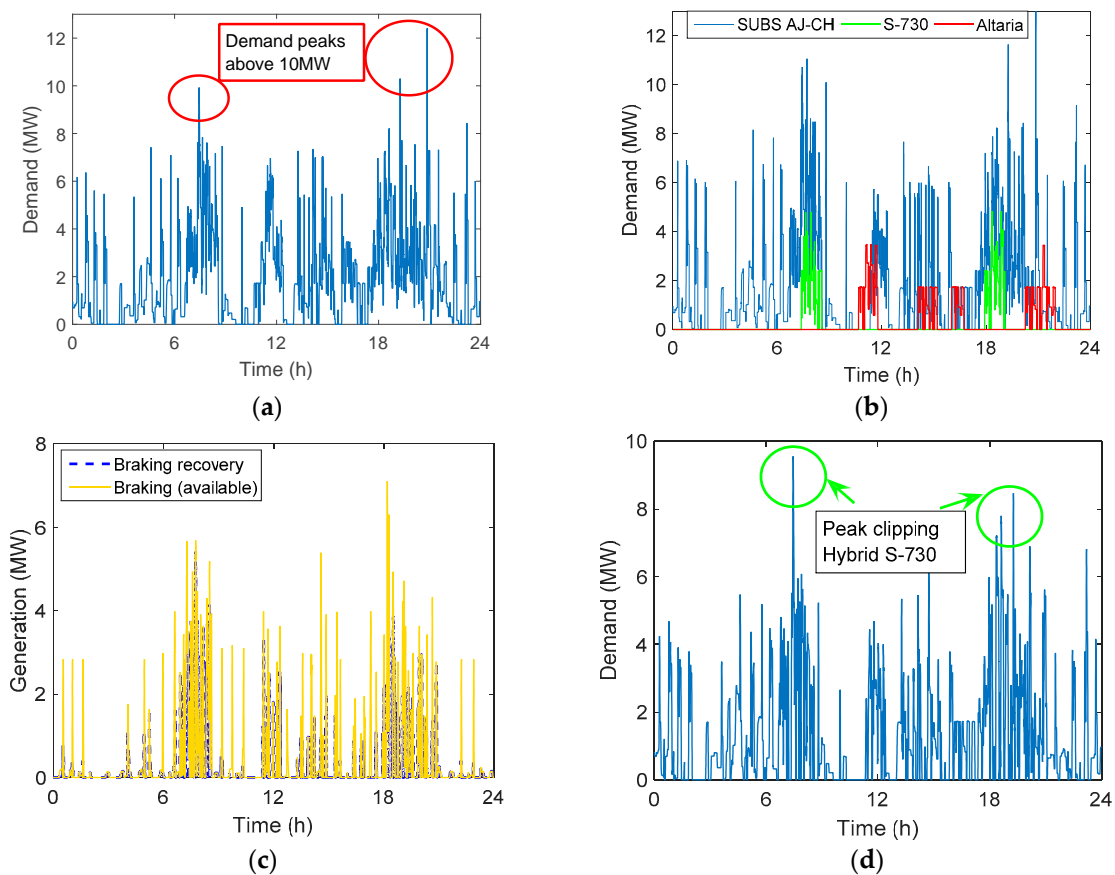 Demand peaks
above 10MW
Demand (MW)
12
10
8
6
4
2
0
0 6 12 18 24
Time (h)
(a)
SUBS AJ-CH S-730 Altaria
Demand (MW)
12
10
8
6
4
2
0
0 6 12 18 24
Time (h)
(b)
Braking recovery
Braking (available)
Generation (MW)
8
6
4
2
0
0 6 12 18 24
Time (h)
(c)
Peak clipping
Hybrid S-730
Demand (MW)
10
8
6
4
2
0
0 6 12 18 24
Time (h)
(d)